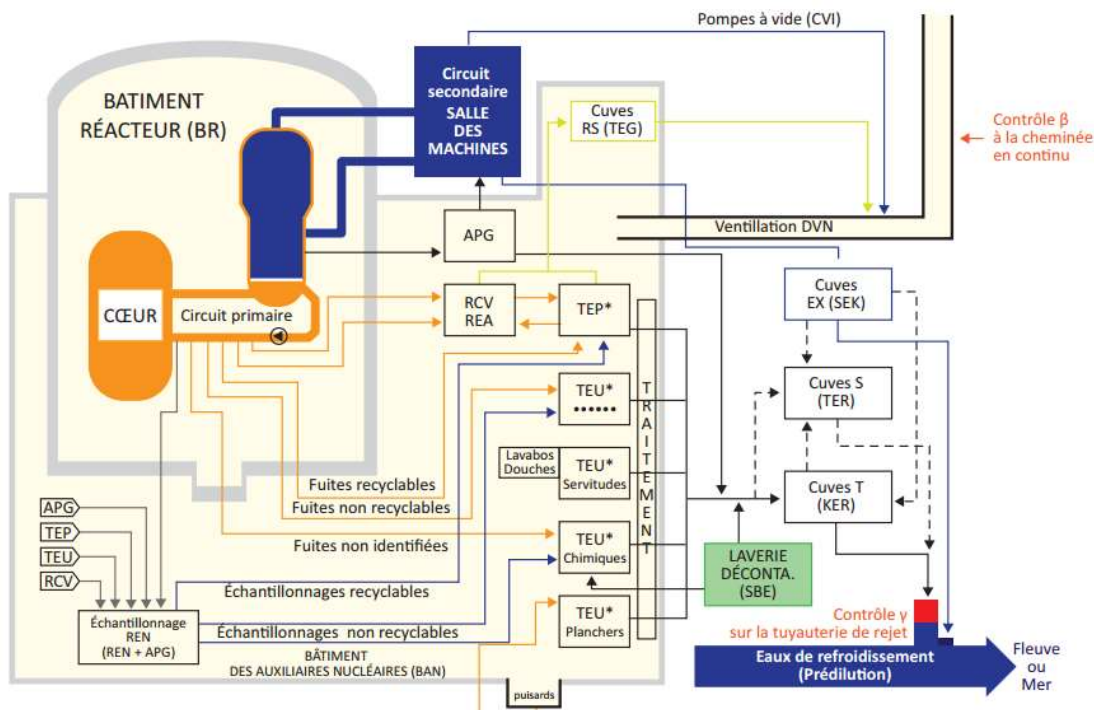 Pompes à vide (CVI)
BATIMENT
RÉACTEUR (BR)
Circuit
secondaire
SALLE
DES
MACHINES
Cuves
RS (TEG)
Contrôle β
à la cheminée
en continu
Ventilation DVN
APG
CŒUR
Circuit primaire
RCV
REA
TEP*
Cuves
EX (SEK)
TRAITEMENT
TEU*
••••••
Cuves S
(TER)
Lavabos
Douches
TEU*
Servitudes
Fuites recyclables
Fuites non recyclables
Cuves T
(KER)
APG
TEP
TEU
RCV
Fuites non identifiées
TEU*
Chimiques
LAVERIE
DÉCONTA.
(SBE)
Échantillonnages recyclables
Échantillonnage
REN
(REN + APG)
Échantillonnages non recyclables
TEU*
Planchers
BÂTIMENT
DES AUXILIAIRES NUCLÉAIRES (BAN)
puisards
Contrôle γ
sur la tuyauterie de rejet
Eaux de refroidissement
(Prédilution)
Fleuve
ou
Mer